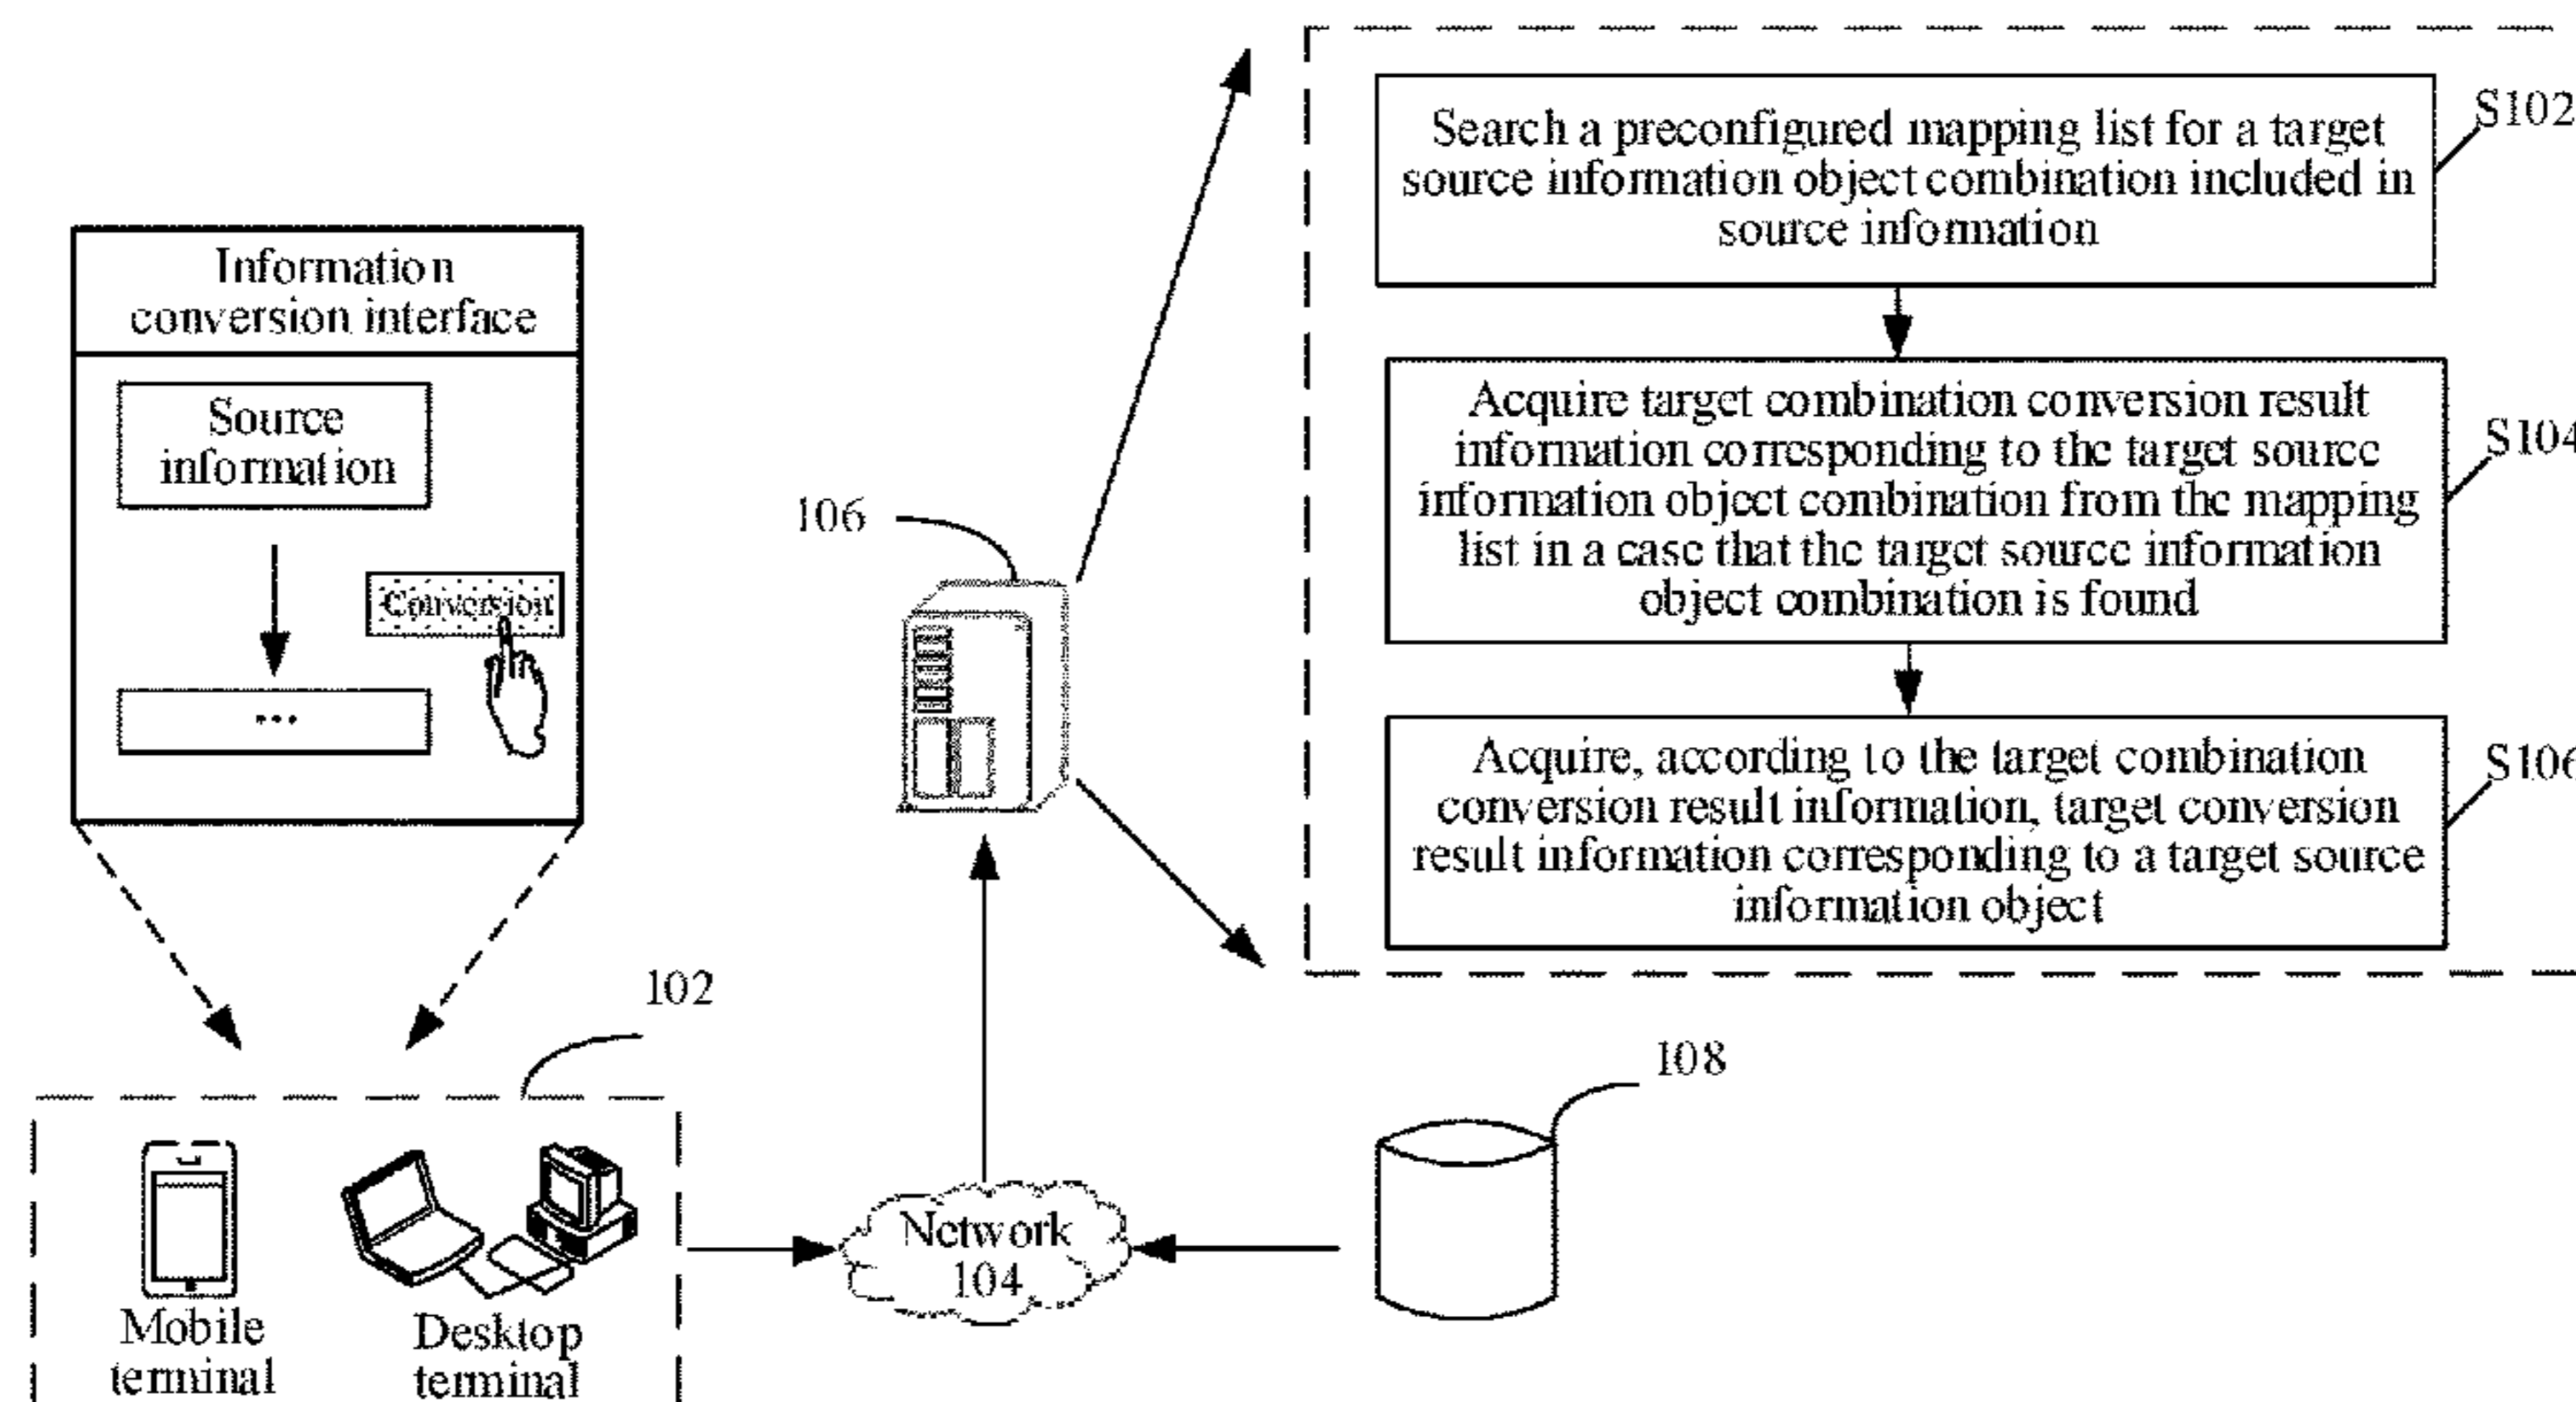 Information
conversion interface
Source
information
Conversion
...
106
102
Mobile
terminal
Desktop
terminal
Network
104
108
Search a preconfigured mapping list for a target
source information object combination included in
source information
S102
Acquire target combination conversion result
information corresponding to the target source
information object combination from the mapping
list in a case that the target source information
object combination is found
S104
Acquire, according to the target combination
conversion result information, target conversion
result information corresponding to a target source
information object
S106